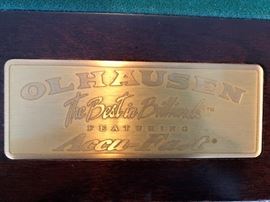 OLHAUSEN
The Best in Billiards™
FEATURING
Accu-Fast®